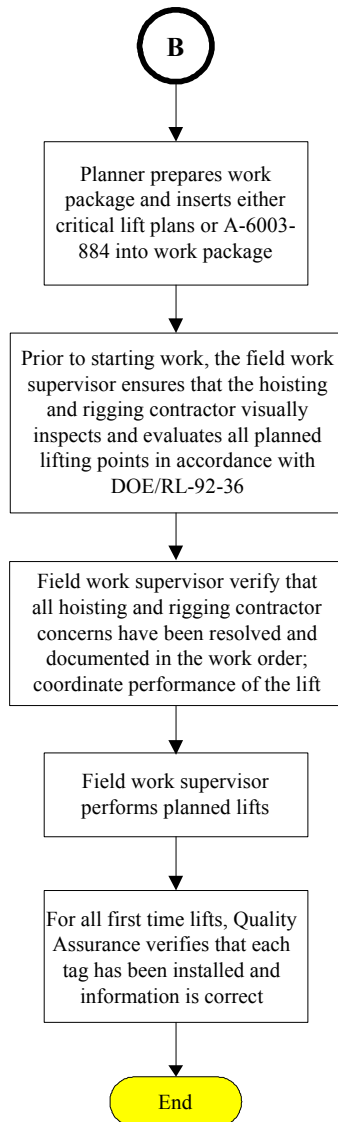 B
Planner prepares work
package and inserts either
critical lift plans or A-6003-
884 into work package
Prior to starting work, the field work
supervisor ensures that the hoisting
and rigging contractor visually
inspects and evaluates all planned
lifting points in accordance with
DOE/RL-92-36
Field work supervisor verify that
all hoisting and rigging contractor
concerns have been resolved and
documented in the work order;
coordinate performance of the lift
Field work supervisor
performs planned lifts
For all first time lifts, Quality
Assurance verifies that each
tag has been installed and
information is correct
End